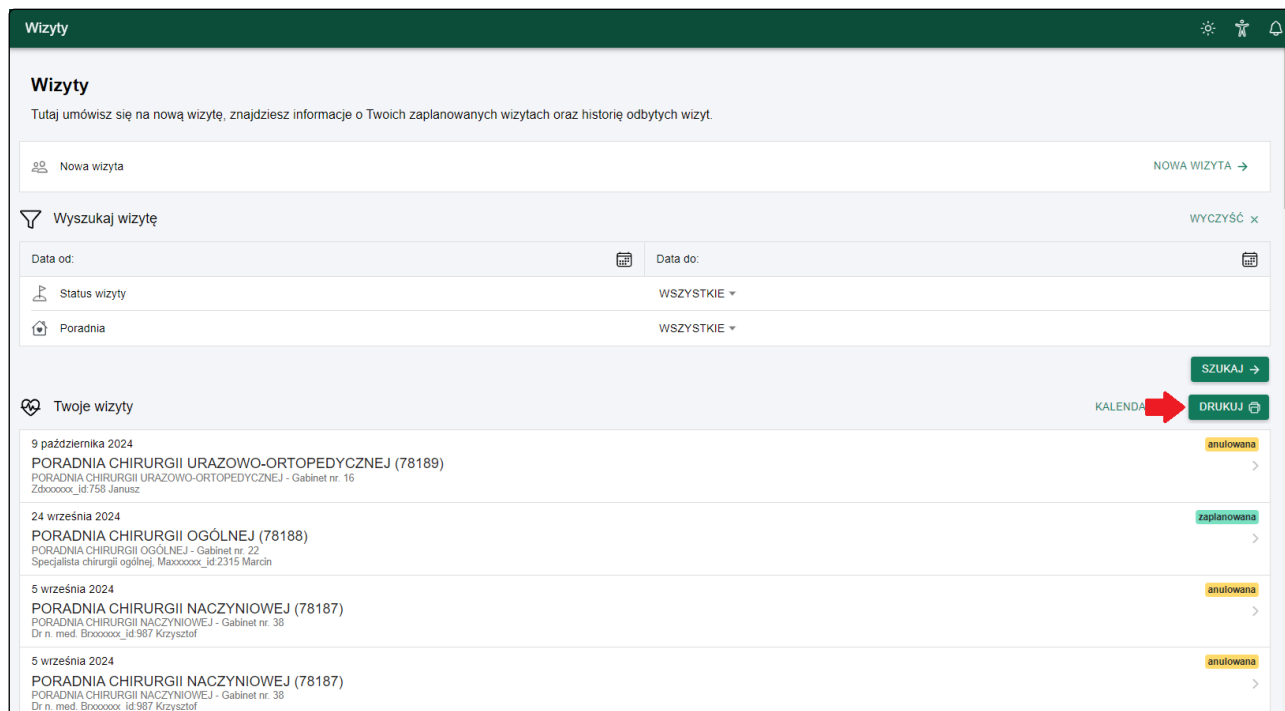 Wizyty
Wizyty
Tutaj umówisz się na nową wizytę, znajdziesz informacje o Twoich zaplanowanych wizytach oraz historię odbytych wizyt.
Nowa wizyta NOWA WIZYTA
Wyszukaj wizytę WYCZYŚĆ
Data od: Data do:
Status wizyty WSZYSTKIE
Poradnia WSZYSTKIE
SZUKAJ
Twoje wizyty KALENDA DRUKUJ
9 października 2024 anulowana
PORADNIA CHIRURGII URAZOWO-ORTOPEDYCZNEJ (78189)
PORADNIA CHIRURGII URAZOWO-ORTOPEDYCZNEJ - Gabinet nr. 16
Zdxxxxxx_id:758 Janusz
24 września 2024 zaplanowana
PORADNIA CHIRURGII OGÓLNEJ (78188)
PORADNIA CHIRURGII OGÓLNEJ - Gabinet nr. 22
Specjalista chirurgii ogólnej, Maxxxxxx_id:2315 Marcin
5 września 2024 anulowana
PORADNIA CHIRURGII NACZYNIOWEJ (78187)
PORADNIA CHIRURGII NACZYNIOWEJ - Gabinet nr. 38
Dr n. med. Brxxxxxx_id:987 Krzysztof
5 września 2024 anulowana
PORADNIA CHIRURGII NACZYNIOWEJ (78187)
PORADNIA CHIRURGII NACZYNIOWEJ - Gabinet nr. 38
Dr n. med. Brxxxxxx_id:987 Krzysztof